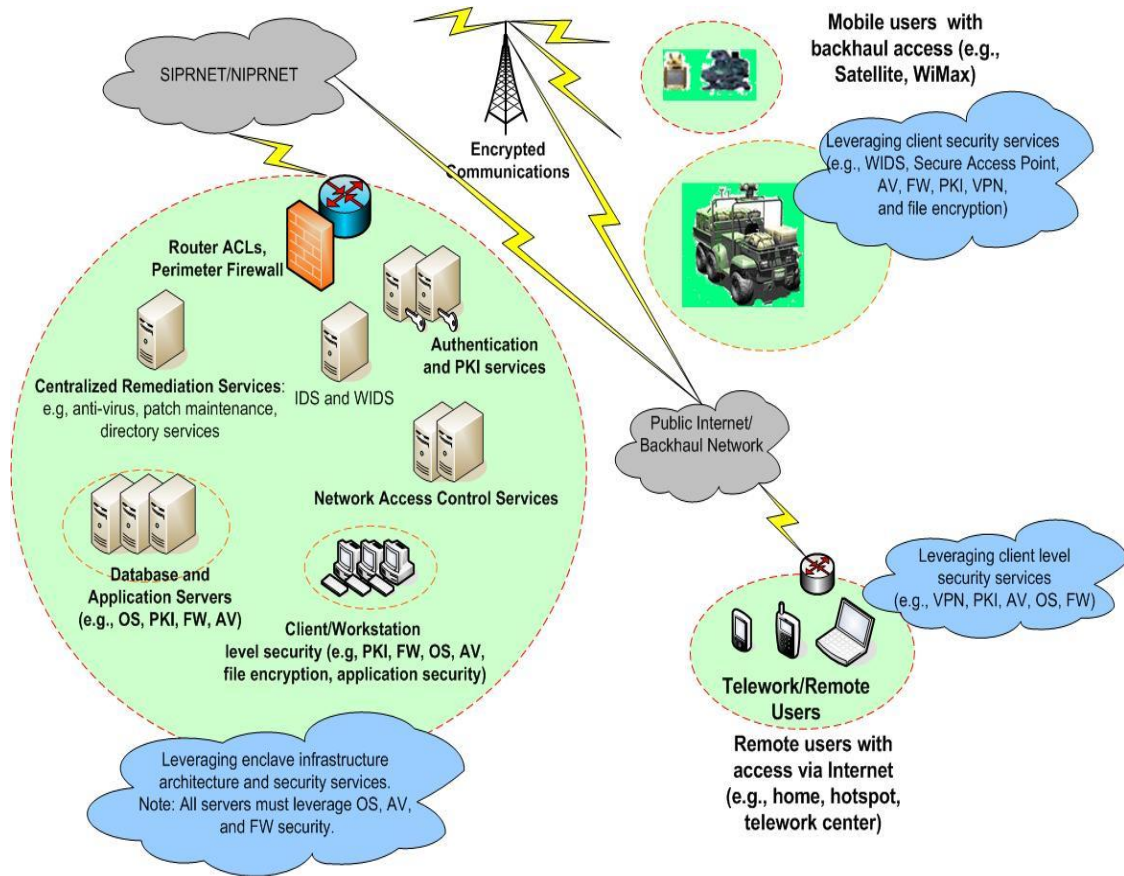 SIPRNET/NIPRNET
Encrypted
Communications
Mobile users with
backhaul access (e.g.,
Satellite, WiMax)
Leveraging client security services
(e.g., WIDS, Secure Access Point,
AV, FW, PKI, VPN,
and file encryption)
Router ACLs,
Perimeter Firewall
Authentication
and PKI services
Centralized Remediation Services:
e.g, anti-virus, patch maintenance,
directory services
IDS and WIDS
Network Access Control Services
Database and
Application Servers
(e.g., OS, PKI, FW, AV)
Client/Workstation
level security (e.g, PKI, FW, OS, AV,
file encryption, application security)
Leveraging enclave infrastructure
architecture and security services.
Note: All servers must leverage OS, AV,
and FW security.
Public Internet/
Backhaul Network
Leveraging client level
security services
(e.g., VPN, PKI, AV, OS, FW)
Telework/Remote
Users
Remote users with
access via Internet
(e.g., home, hotspot,
telework center)